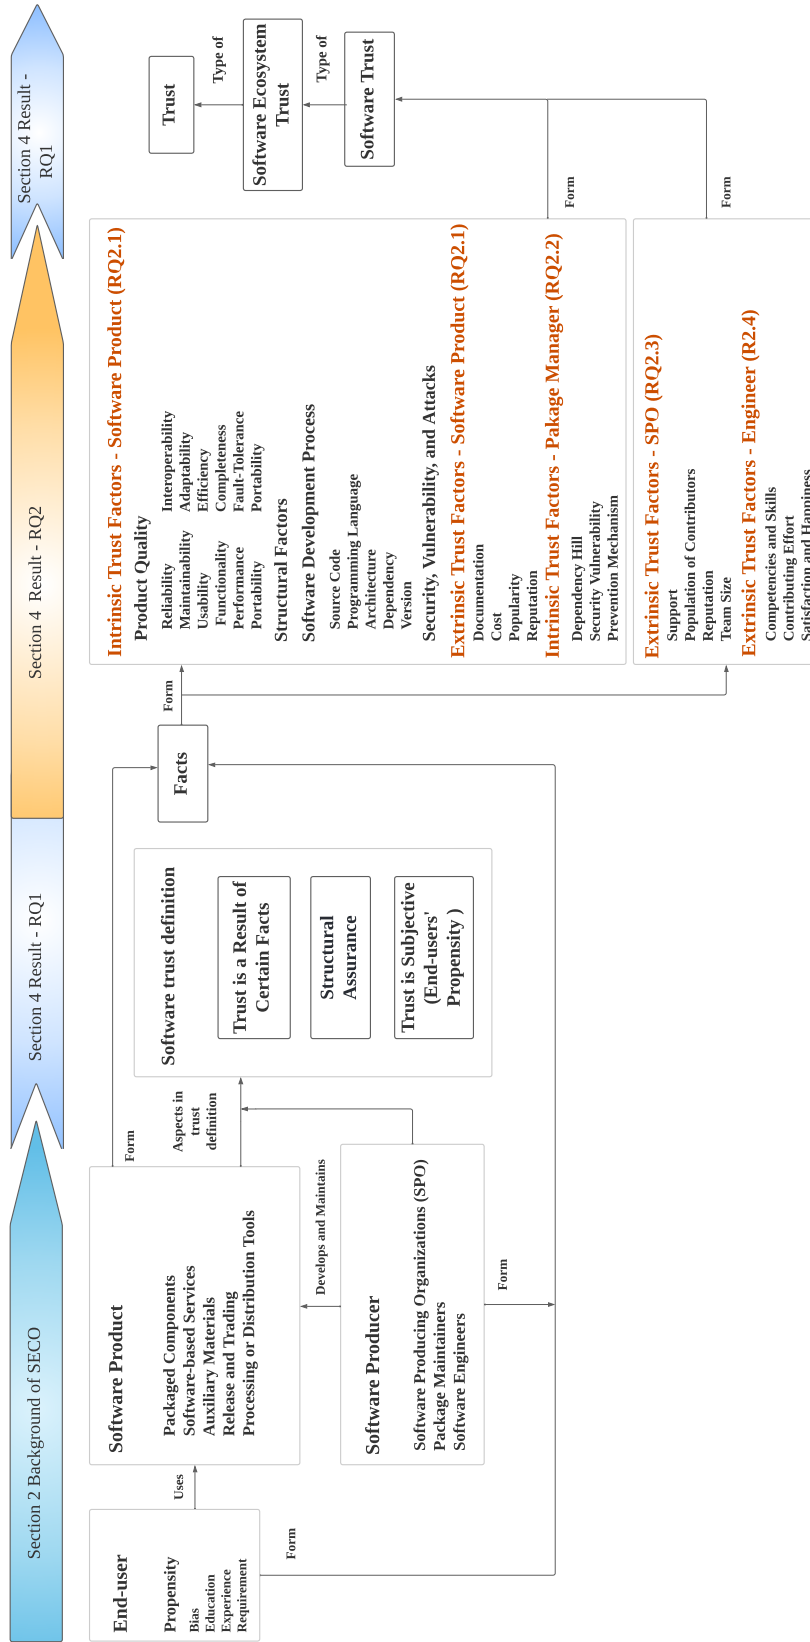 Section 2 Background of SECO
Section 4 Result - RQ1
Section 4  Result - RQ2
Section 4 Result -
RQ1
End-user
Propensity
Bias
Education
Experience
Requirement
Uses
Form
Software Product
Packaged Components
Software-based Services
Auxiliary Materials
Release and Trading
Processing or Distribution Tools
Develops and Maintains
Software Producer
Software Producing Organizations (SPO)
Package Maintainers
Software Engineers
Form
Form
Aspects in
trust
definition
Software trust definition
Trust is a Result of
Certain Facts
Structural
Assurance
Trust is Subjective
(End-users'
Propensity )
Facts
Form
Intrinsic Trust Factors - Software Product (RQ2.1)
Product Quality
Reliability
Maintainability
Usability
Functionality
Performance
Portability
Interoperability
Adaptability
Efficiency
Completeness
Fault-Tolerance
Portability
Structural Factors
Software Development Process
Source Code
Programming Language
Architecture
Dependency
Version
Security, Vulnerability, and Attacks
Extrinsic Trust Factors - Software Product (RQ2.1)
Documentation
Cost
Popularity
Reputation
Intrinsic Trust Factors - Pakage Manager (RQ2.2)
Dependency Hill
Security Vulnerability
Prevention Mechanism
Extrinsic Trust Factors - SPO (RQ2.3)
Support
Population of Contributors
Reputation
Team Size
Extrinsic Trust Factors - Engineer (R2.4)
Competencies and Skills
Contributing Effort
Satisfaction and Happiness
Form
Form
Trust
Type of
Software Ecosystem
Trust
Type of
Software Trust